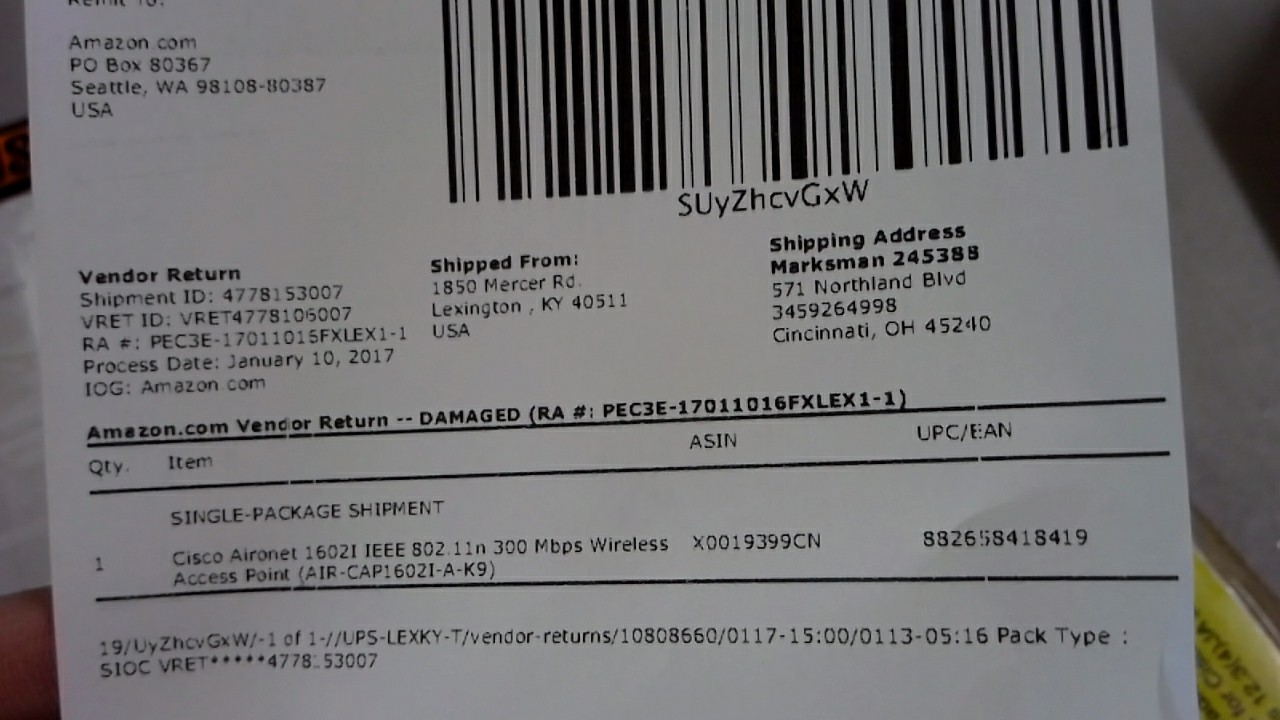 Remit To:
Amazon.com
PO Box 80367
Seattle, WA 98108-80387
USA
SUyZhcvGxW
Vendor Return
Shipment ID: 4778153007
VRET ID: VRET4778106007
RA #: PEC3E-17011016FXLEX1-1
Process Date: January 10, 2017
IOG: Amazon.com
Shipped From:
1850 Mercer Rd.
Lexington , KY 40511
USA
Shipping Address
Marksman 245388
571 Northland Blvd
3459264998
Cincinnati, OH 45240
Amazon.com Vendor Return -- DAMAGED (RA #: PEC3E-17011016FXLEX1-1)
Qty. Item ASIN UPC/EAN
SINGLE-PACKAGE SHIPMENT
1 Cisco Aironet 1602I IEEE 802.11n 300 Mbps Wireless X0019399CN 882658418419
Access Point (AIR-CAP1602I-A-K9)
19/UyZhcvGxW/-1 of 1-//UPS-LEXKY-T/vendor-returns/10808660/0117-15:00/0113-05:16 Pack Type :
SIOC VRET*****4778153007